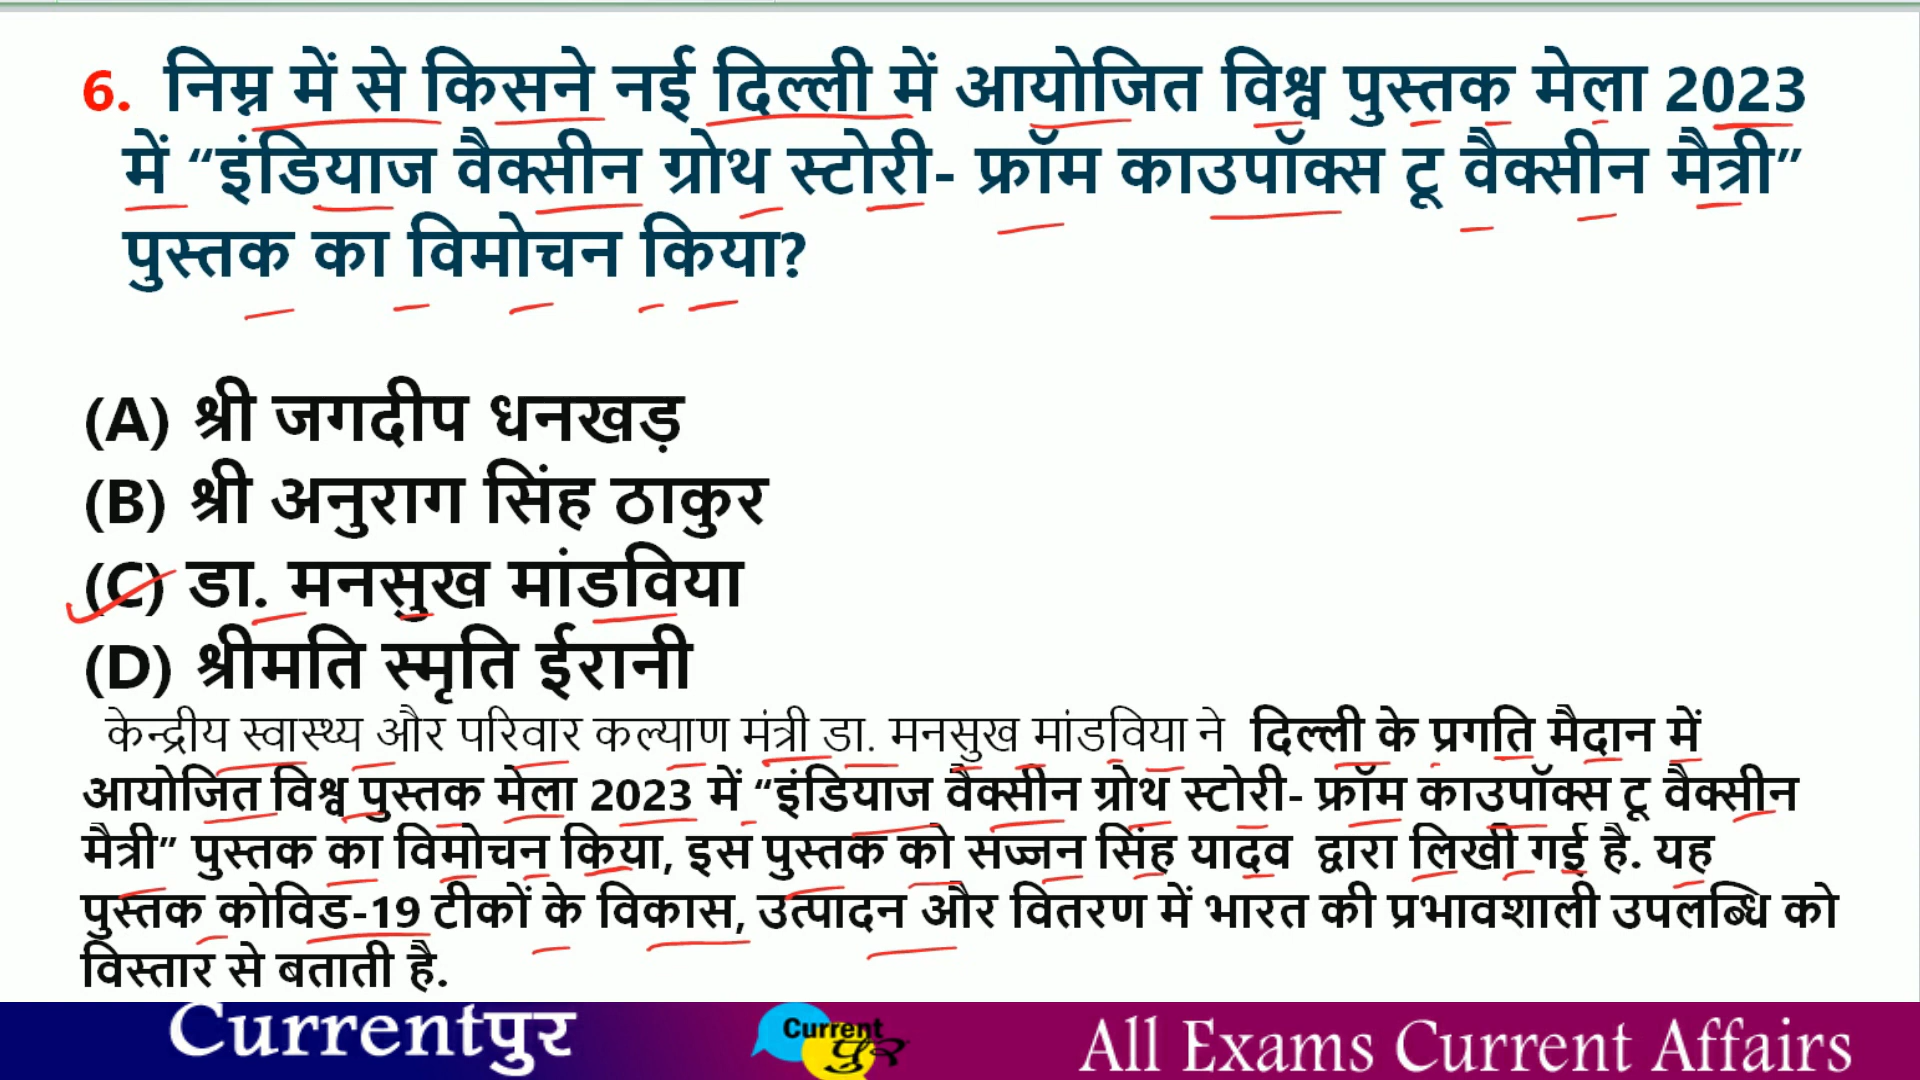 6. निम्न में से किसने नई दिल्ली में आयोजित विश्व पुस्तक मेला 2023
में “इंडियाज वैक्सीन ग्रोथ स्टोरी- फ्रॉम काउपॉक्स टू वैक्सीन मैत्री”
पुस्तक का विमोचन किया?
(A) श्री जगदीप धनखड़
(B) श्री अनुराग सिंह ठाकुर
(C) डा. मनसुख मांडविया
(D) श्रीमति स्मृति ईरानी
केन्द्रीय स्वास्थ्य और परिवार कल्याण मंत्री डा. मनसुख मांडविया ने दिल्ली के प्रगति मैदान में
आयोजित विश्व पुस्तक मेला 2023 में “इंडियाज वैक्सीन ग्रोथ स्टोरी- फ्रॉम काउपॉक्स टू वैक्सीन
मैत्री” पुस्तक का विमोचन किया, इस पुस्तक को सज्जन सिंह यादव द्वारा लिखी गई है. यह
पुस्तक कोविड-19 टीकों के विकास, उत्पादन और वितरण में भारत की प्रभावशाली उपलब्धि को
विस्तार से बताती है.
Currentपुर
Current
पुर
All Exams Current Affairs